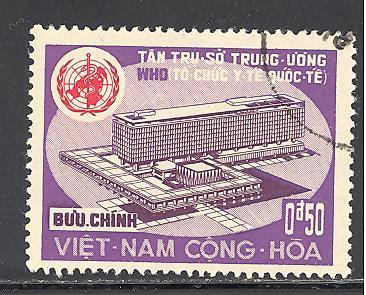 TÂN TRỤ-SỞ TRUNG-ƯƠNG
WHO (TỔ-CHỨC Y-TẾ QUỐC-TẾ)
BƯU-CHÍNH
0đ50
VIỆT-NAM CỘNG-HÒA